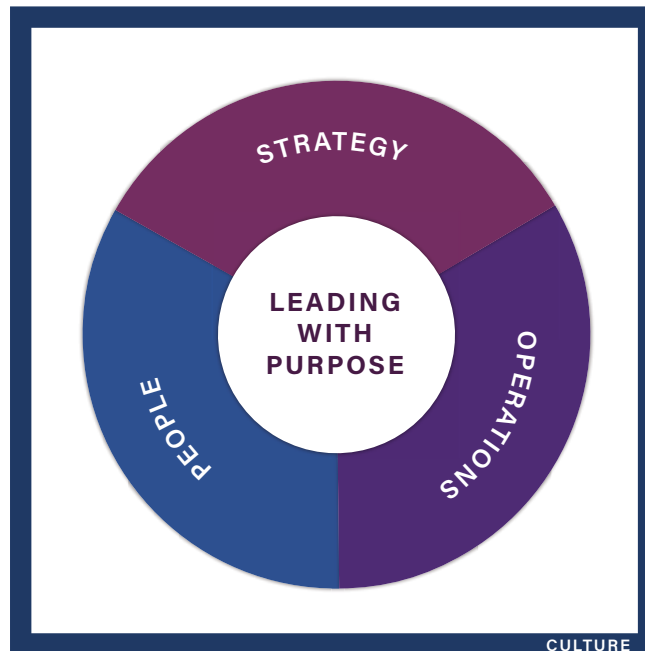 STRATEGY
LEADING
WITH
PURPOSE
OPERATIONS
PEOPLE
CULTURE